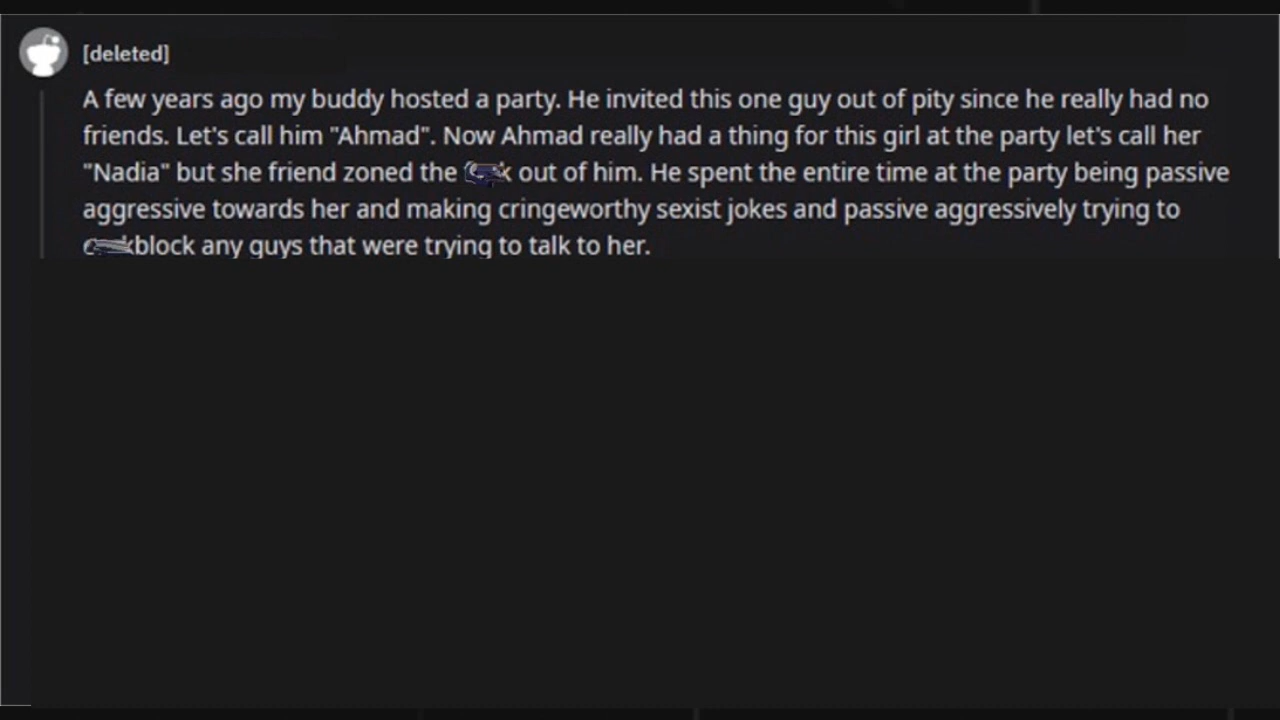 [deleted]
A few years ago my buddy hosted a party. He invited this one guy out of pity since he really had no
friends. Let's call him "Ahmad". Now Ahmad really had a thing for this girl at the party let's call her
"Nadia" but she friend zoned the out of him. He spent the entire time at the party being passive
aggressive towards her and making cringeworthy sexist jokes and passive aggressively trying to
block any guys that were trying to talk to her.